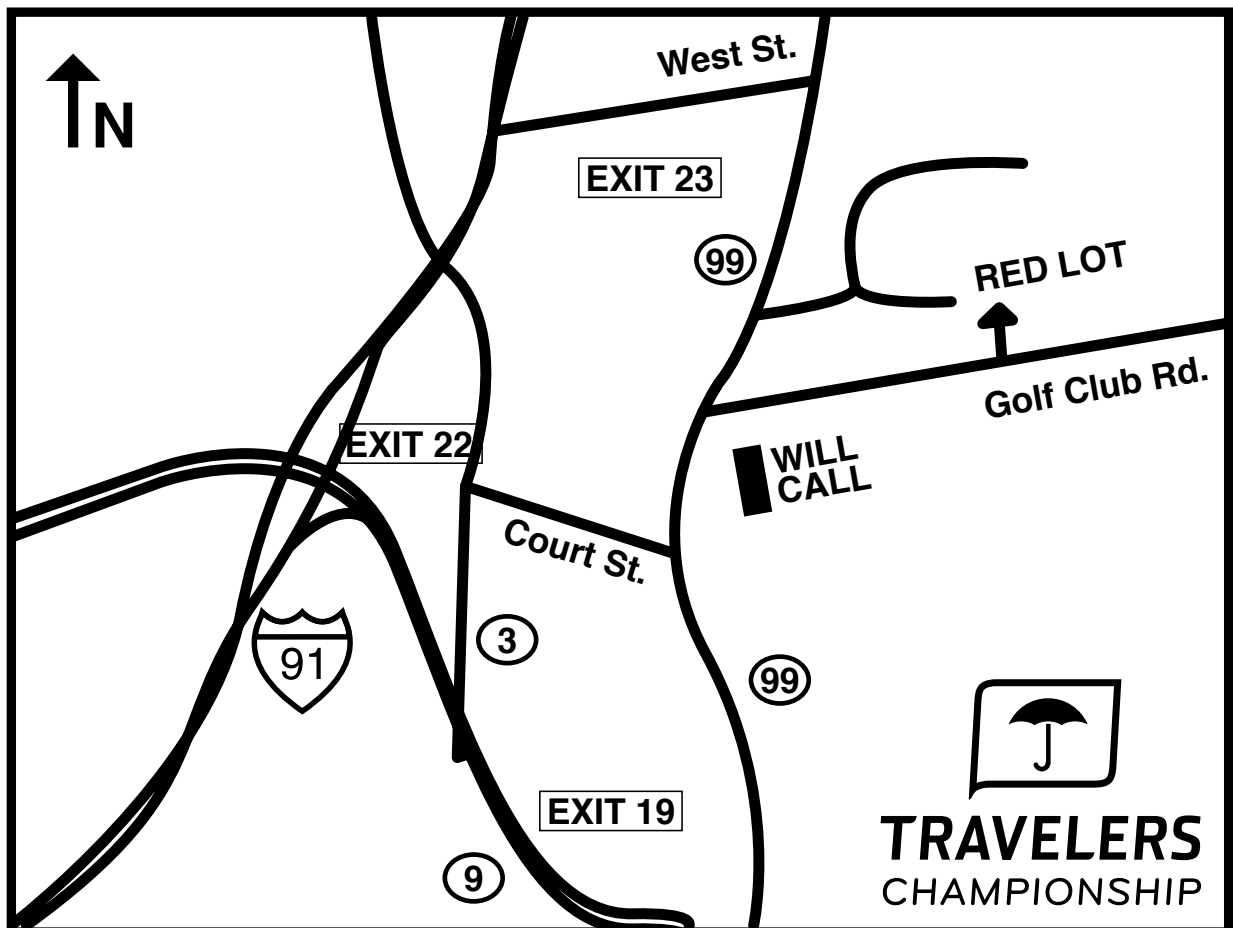 West St.
N
EXIT 23
99
RED LOT
Golf Club Rd.
EXIT 22
WILL
CALL
Court St.
3
91
99
EXIT 19
9
TRAVELERS
CHAMPIONSHIP